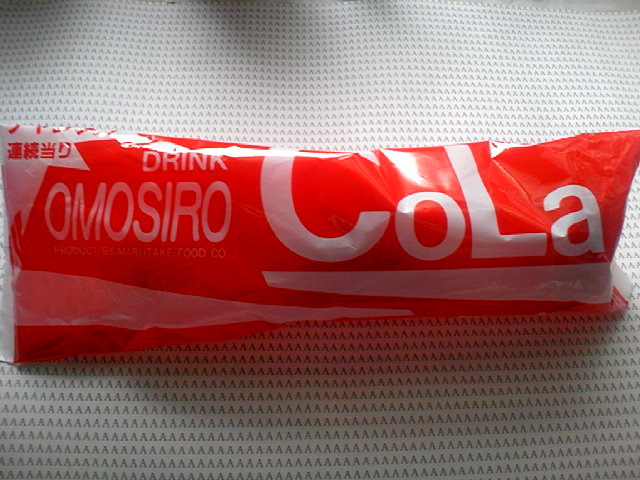 連続当り
DRINK
OMOSIRO
PRODUCT BY MARUTAKE FOOD CO.
CoLa